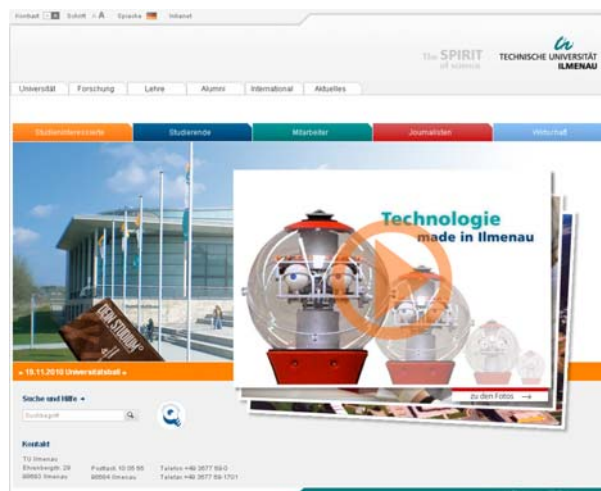 Kontrast - + Schrift A A Sprache Intranet
The SPIRIT
of science
TECHNISCHE UNIVERSITÄT
ILMENAU
Universität Forschung Lehre Alumni International Aktuelles
Studieninteressierte Studierende Mitarbeiter Journalisten Wirtschaft
Technologie
made in Ilmenau
DEIN STUDIUM
» 19.11.2010 Universitätsball »
zu den Fotos →
Suche und Hilfe
Suchbegriff
Kontakt
TU Ilmenau
Ehrenbergstr. 29 Postfach 10 05 65 Telefon +49 3677 69-0
98693 Ilmenau 98684 Ilmenau Telefax +49 3677 69-1701